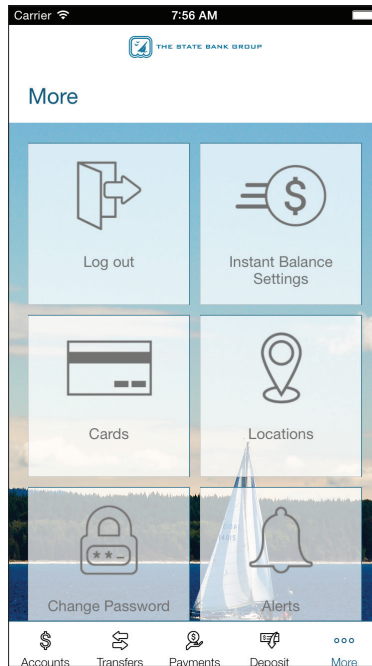 Carrier 7:56 AM
THE STATE BANK GROUP
More
Log out
Instant Balance
Settings
Cards
Locations
**_
Change Password
Alerts
Accounts Transfers Payments Deposit More